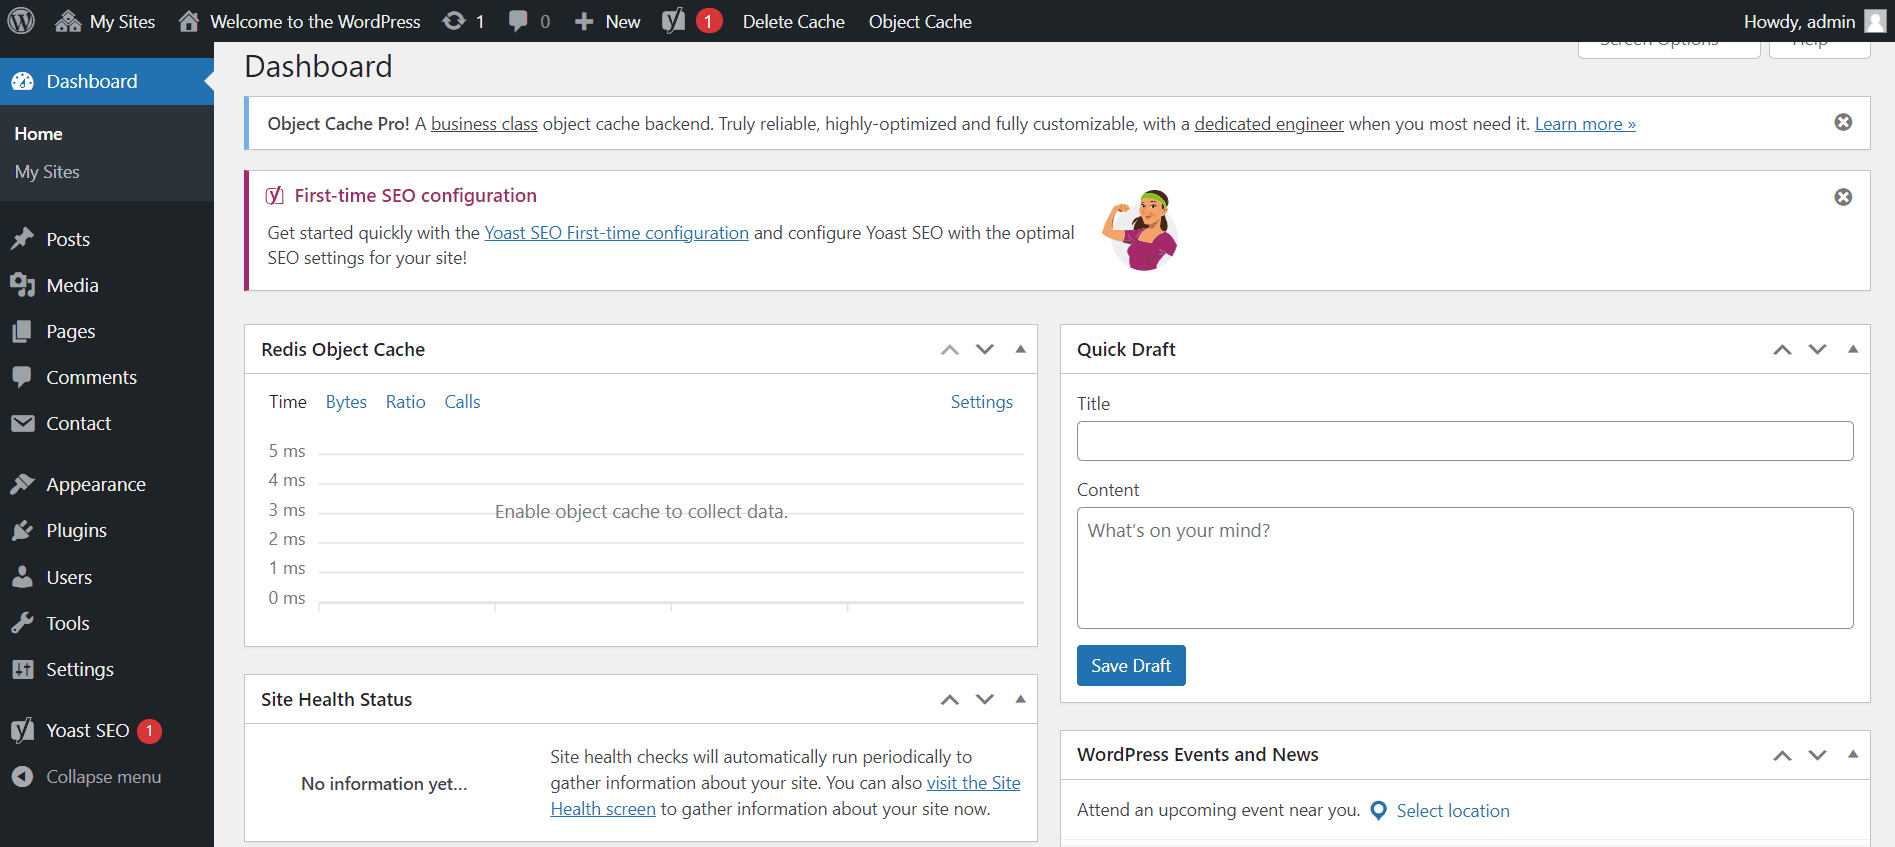 My Sites Welcome to the WordPress 1 0 New 1 Delete Cache Object Cache Howdy, admin
Screen Options Help
Dashboard
Home
My Sites
Posts
Media
Pages
Comments
Contact
Appearance
Plugins
Users
Tools
Settings
Yoast SEO 1
Collapse menu
Dashboard
Object Cache Pro! A business class object cache backend. Truly reliable, highly-optimized and fully customizable, with a dedicated engineer when you most need it. Learn more »
First-time SEO configuration
Get started quickly with the Yoast SEO First-time configuration and configure Yoast SEO with the optimal
SEO settings for your site!
Redis Object Cache
Time Bytes Ratio Calls Settings
5 ms
4 ms
3 ms
Enable object cache to collect data.
2 ms
1 ms
0 ms
Site Health Status
No information yet...
Site health checks will automatically run periodically to
gather information about your site. You can also visit the Site
Health screen to gather information about your site now.
Quick Draft
Title
Content
What's on your mind?
Save Draft
WordPress Events and News
Attend an upcoming event near you. Select location